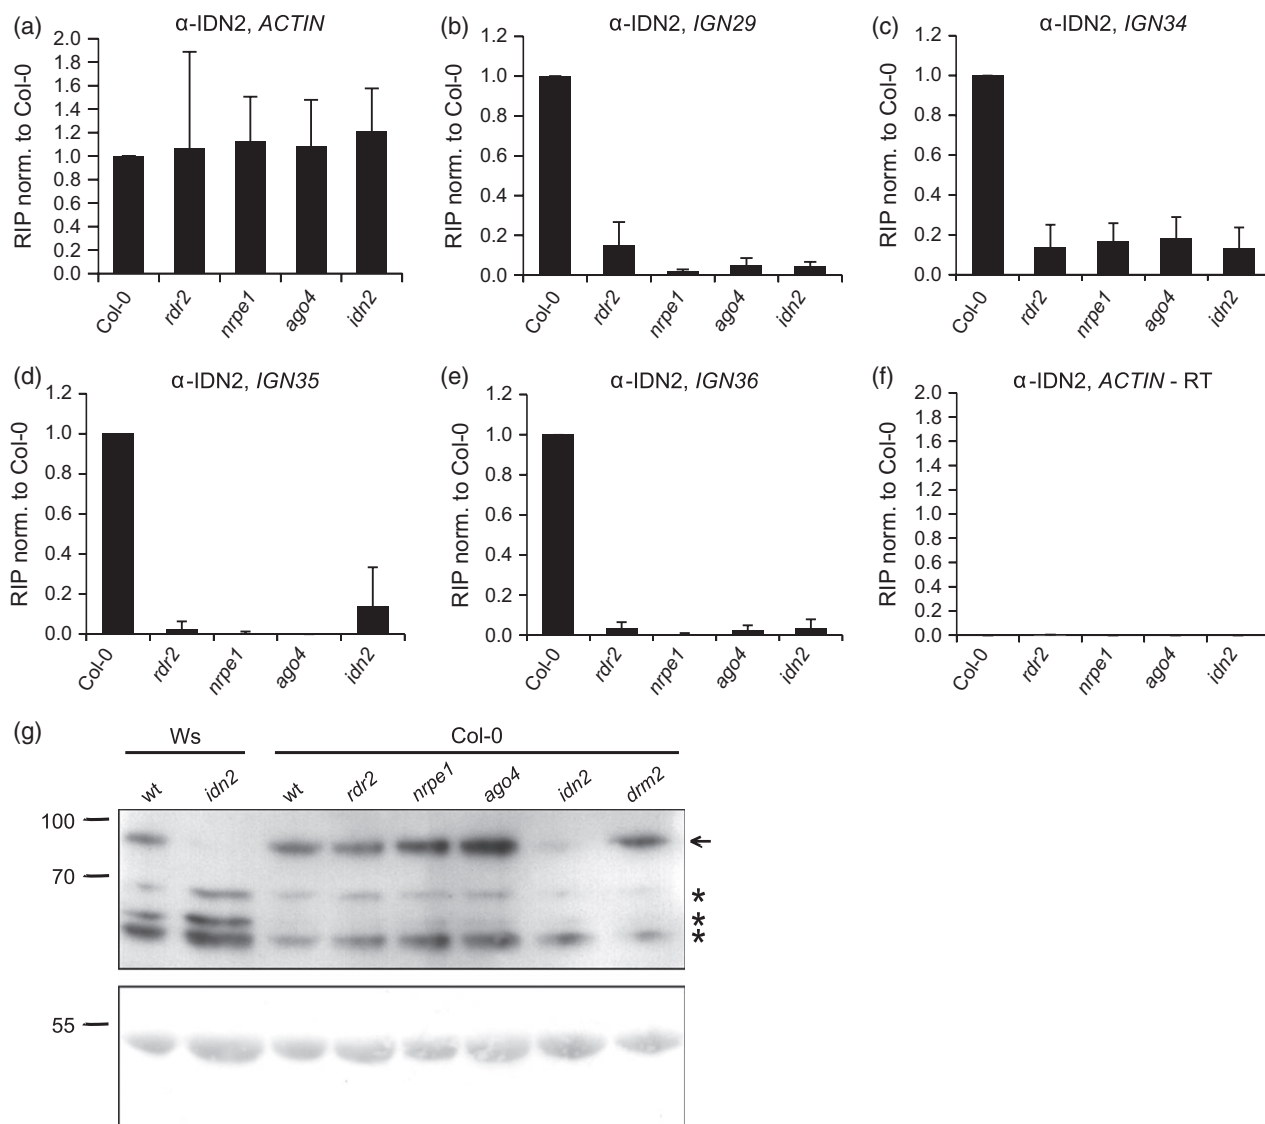 (a) α-IDN2, ACTIN
RIP norm. to Col-0
2.0
1.8
1.6
1.4
1.2
1.0
0.8
0.6
0.4
0.2
0.0
Col-0 rdr2 nrpe1 ago4 idn2
(b) α-IDN2, IGN29
RIP norm. to Col-0
1.2
1.0
0.8
0.6
0.4
0.2
0.0
Col-0 rdr2 nrpe1 ago4 idn2
(c) α-IDN2, IGN34
RIP norm. to Col-0
1.2
1.0
0.8
0.6
0.4
0.2
0.0
Col-0 rdr2 nrpe1 ago4 idn2
(d) α-IDN2, IGN35
RIP norm. to Col-0
1.2
1.0
0.8
0.6
0.4
0.2
0.0
Col-0 rdr2 nrpe1 ago4 idn2
(e) α-IDN2, IGN36
RIP norm. to Col-0
1.2
1.0
0.8
0.6
0.4
0.2
0.0
Col-0 rdr2 nrpe1 ago4 idn2
(f) α-IDN2, ACTIN - RT
RIP norm. to Col-0
2.0
1.8
1.6
1.4
1.2
1.0
0.8
0.6
0.4
0.2
0.0
Col-0 rdr2 nrpe1 ago4 idn2
(g)
Ws Col-0
wt idn2 wt rdr2 nrpe1 ago4 idn2 drm2
100
←
70
*
*
*
55